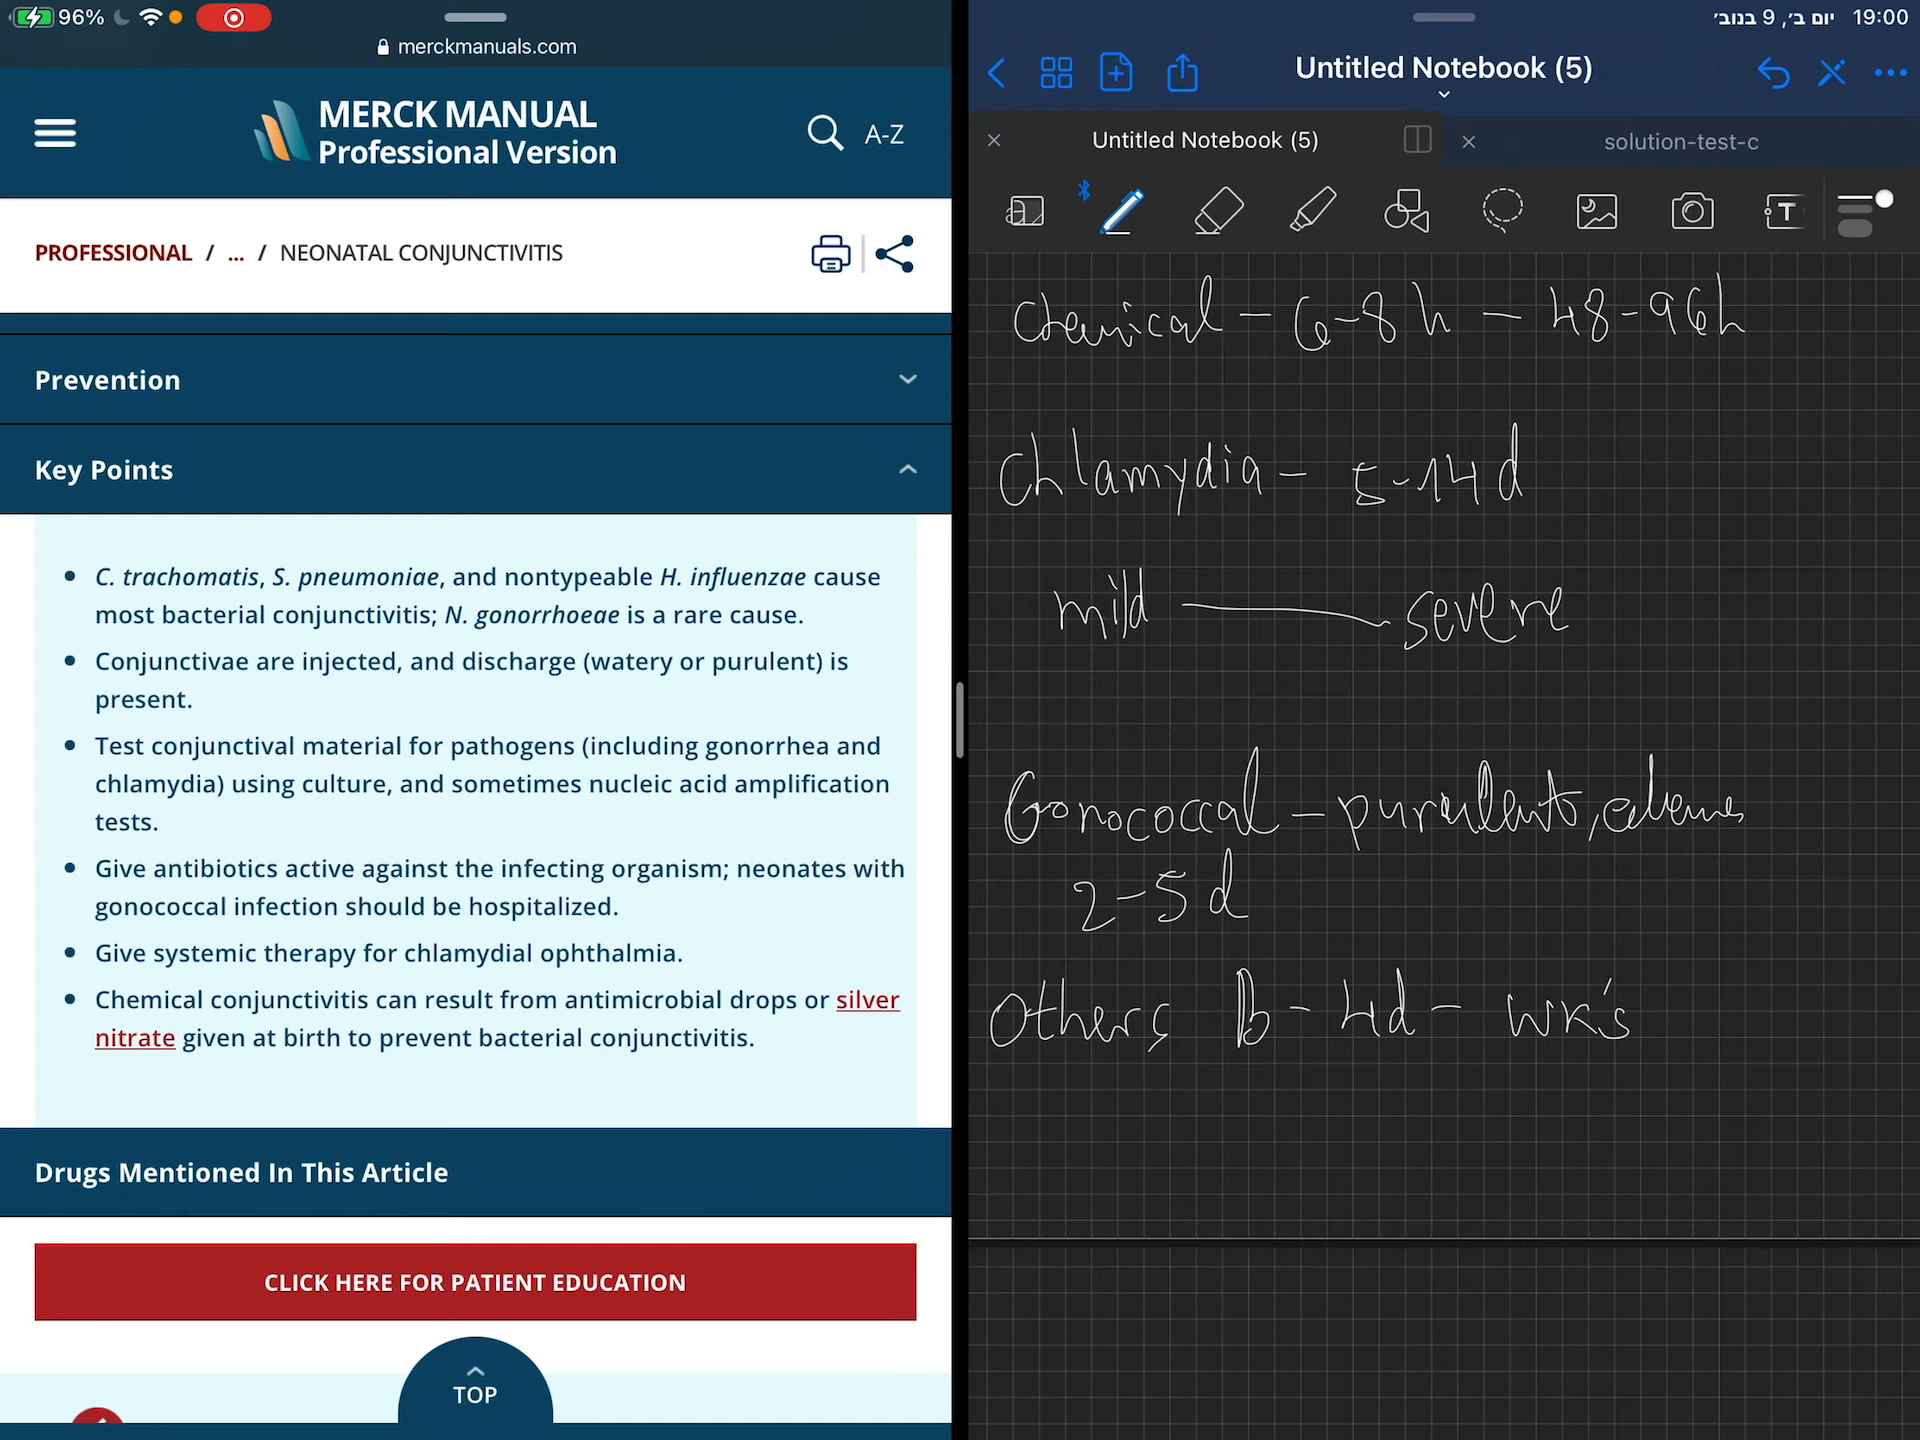 96%
merckmanuals.com
MERCK MANUAL
Professional Version
A-Z
PROFESSIONAL / ... / NEONATAL CONJUNCTIVITIS
Prevention
Key Points
• C. trachomatis, S. pneumoniae, and nontypeable H. influenzae cause
most bacterial conjunctivitis; N. gonorrhoeae is a rare cause.
• Conjunctivae are injected, and discharge (watery or purulent) is
present.
• Test conjunctival material for pathogens (including gonorrhea and
chlamydia) using culture, and sometimes nucleic acid amplification
tests.
• Give antibiotics active against the infecting organism; neonates with
gonococcal infection should be hospitalized.
• Give systemic therapy for chlamydial ophthalmia.
• Chemical conjunctivitis can result from antimicrobial drops or silver
nitrate given at birth to prevent bacterial conjunctivitis.
Drugs Mentioned In This Article
CLICK HERE FOR PATIENT EDUCATION
TOP
19:00 יום ב׳, 9 בנוב׳
Untitled Notebook (5)
Untitled Notebook (5)
solution-test-c
Chemical - 6-8 h - 48-96h
Chlamydia - 5-14 d
mild — severe
Gonococcal - purulent,
2-5 d
Others B - 4d - wk's